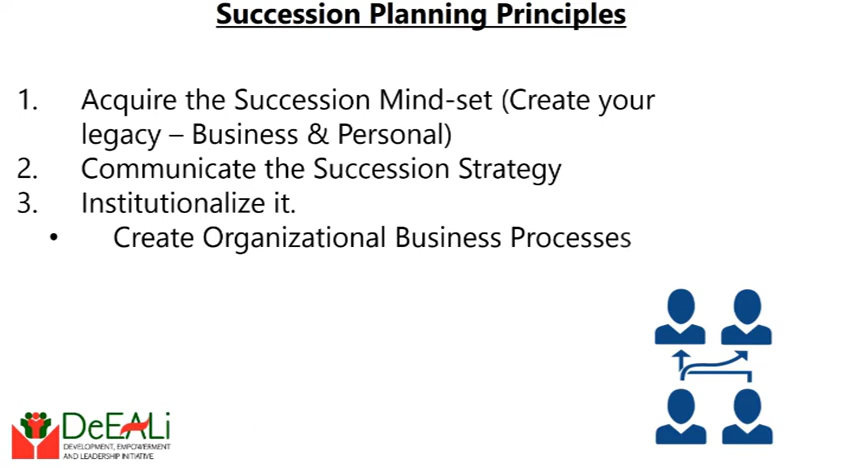 Succession Planning Principles
1. Acquire the Succession Mind-set (Create your
legacy – Business & Personal)
2. Communicate the Succession Strategy
3. Institutionalize it.
• Create Organizational Business Processes
DeEALi
DEVELOPMENT, EMPOWERMENT
AND LEADERSHIP INITIATIVE